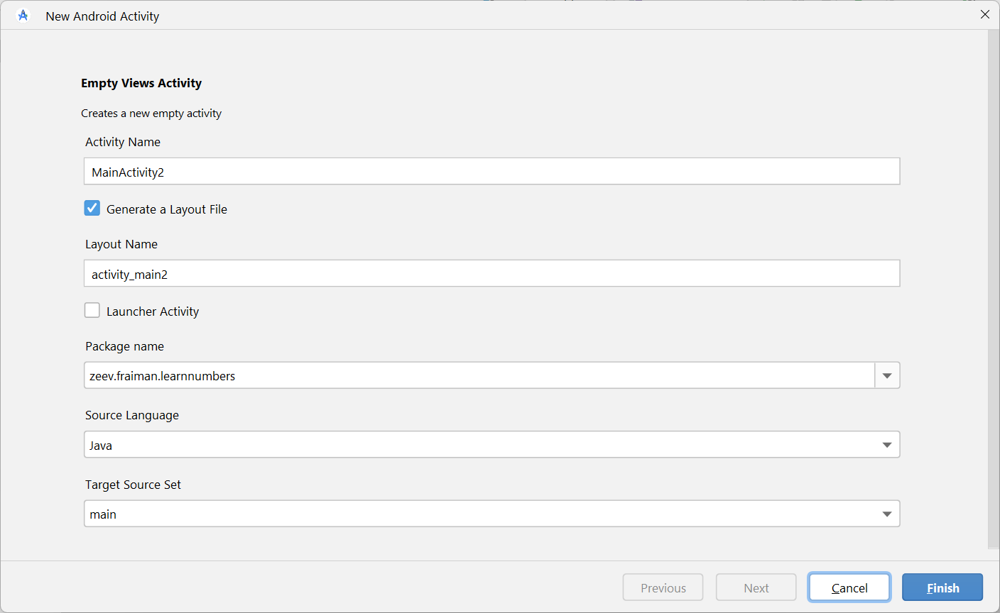 New Android Activity
Empty Views Activity
Creates a new empty activity
Activity Name
MainActivity2
Generate a Layout File
Layout Name
activity_main2
Launcher Activity
Package name
zeev.fraiman.learnnumbers
Source Language
Java
Target Source Set
main
Previous Next Cancel Finish